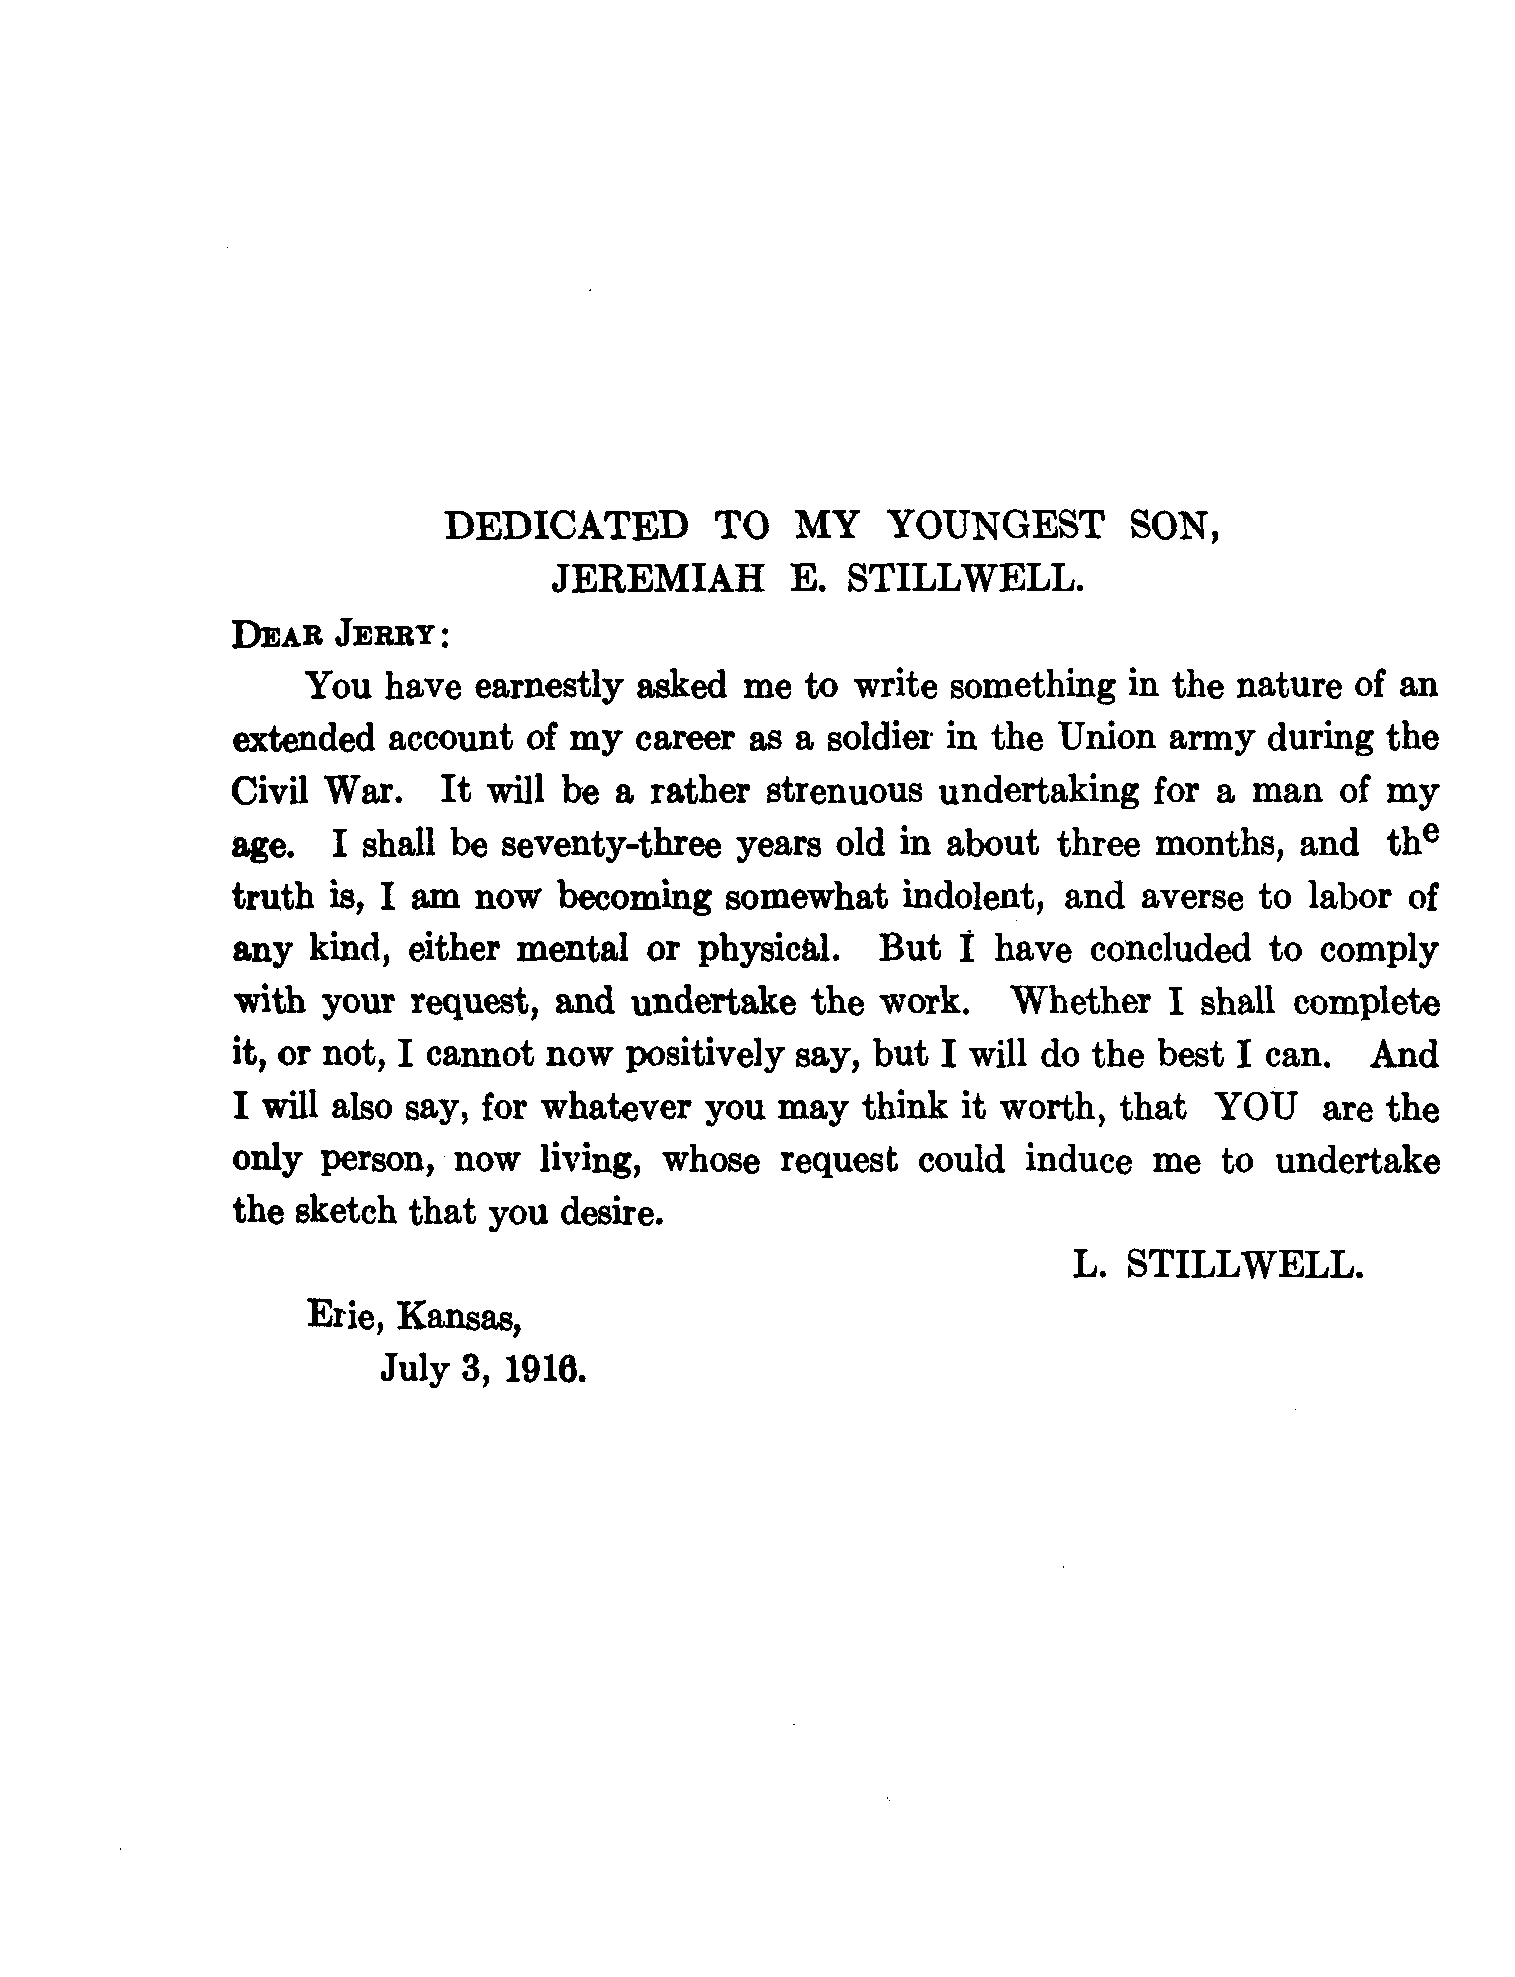 DEDICATED TO MY YOUNGEST SON,
JEREMIAH E. STILLWELL.
DEAR JERRY:
You have earnestly asked me to write something in the nature of an
extended account of my career as a soldier in the Union army during the
Civil War. It will be a rather strenuous undertaking for a man of my
age. I shall be seventy-three years old in about three months, and the
truth is, I am now becoming somewhat indolent, and averse to labor of
any kind, either mental or physical. But I have concluded to comply
with your request, and undertake the work. Whether I shall complete
it, or not, I cannot now positively say, but I will do the best I can. And
I will also say, for whatever you may think it worth, that YOU are the
only person, now living, whose request could induce me to undertake
the sketch that you desire.
L. STILLWELL.
Erie, Kansas,
July 3, 1916.